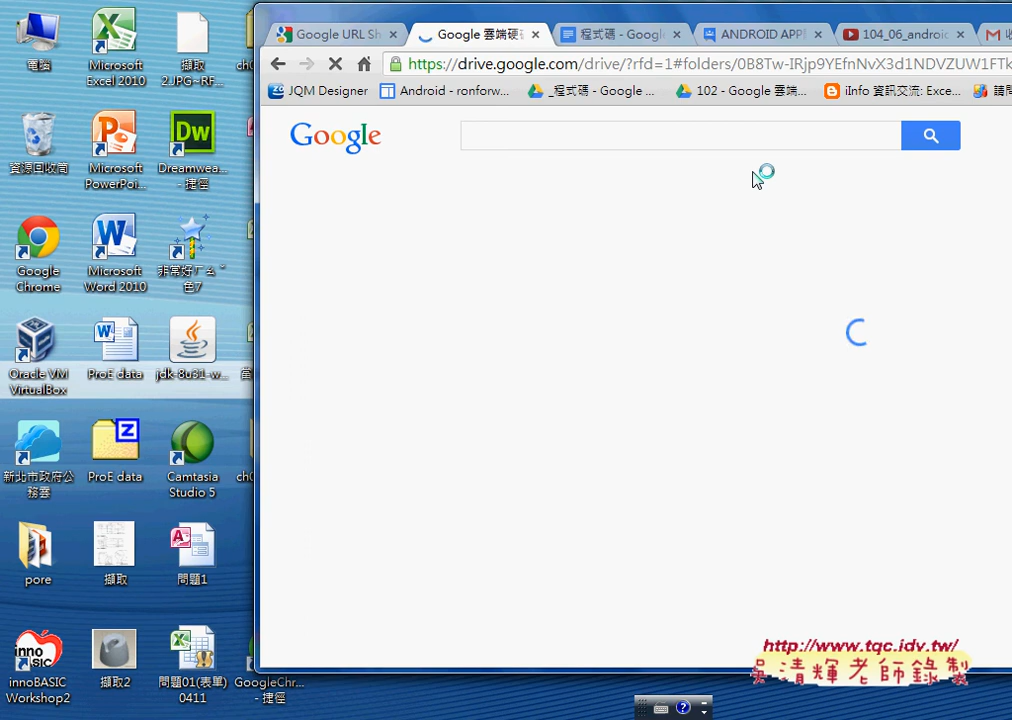 電腦
Microsoft
Excel 2010
擷取
2.JPG~RF...
資源回收筒
Microsoft
PowerPoi...
Dreamwea...
- 捷徑
Google
Chrome
Microsoft
Word 2010
非常好ㄏㄠˇ
色7
Oracle VM
VirtualBox
ProE data
jdk-8u31-w...
新北市政府公
務雲
ProE data
Camtasia
Studio 5
pore
擷取
問題1
innoBASIC
Workshop2
擷取2
問題01(表單)
0411
GoogleChr...
- 捷徑
Google URL Sh
Google 雲端硬
程式碼 - Googl
ANDROID APP
104_06_androi
https://drive.google.com/drive/?rfd=1#folders/0B8Tw-IRjp9YEfnNvX3d1NDVZUW1FTk
JQM Designer
Android - ronforw...
_程式碼 - Google ...
102 - Google 雲端...
iInfo 資訊交流: Exce...
請問
Google
http://www.tqc.idv.tw/
吳清輝老師錄製